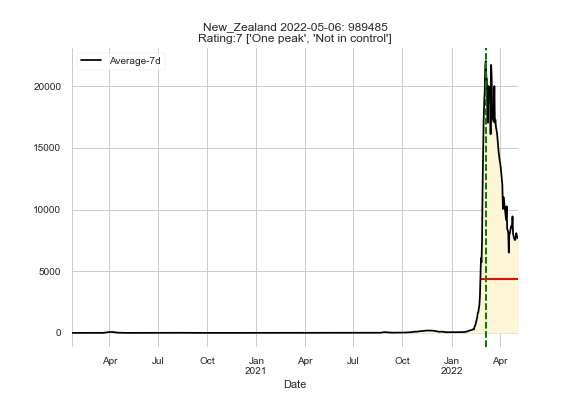 New_Zealand 2022-05-06: 989485
Rating:7 ['One peak', 'Not in control']
Average-7d
20000
15000
10000
5000
0
Apr Jul Oct Jan Apr Jul Oct Jan Apr
2021 2022
Date